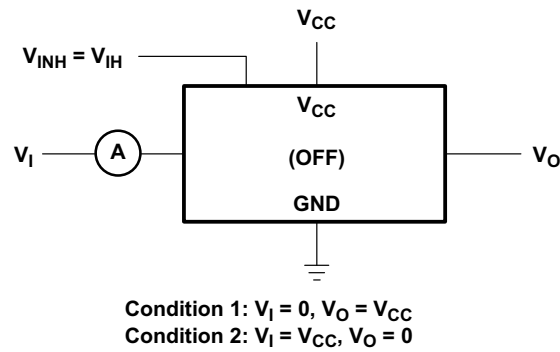 V_CC
V_INH = V_IH
V_CC
V_I
A
(OFF)
V_O
GND
Condition 1: V_I = 0, V_O = V_CC
Condition 2: V_I = V_CC, V_O = 0